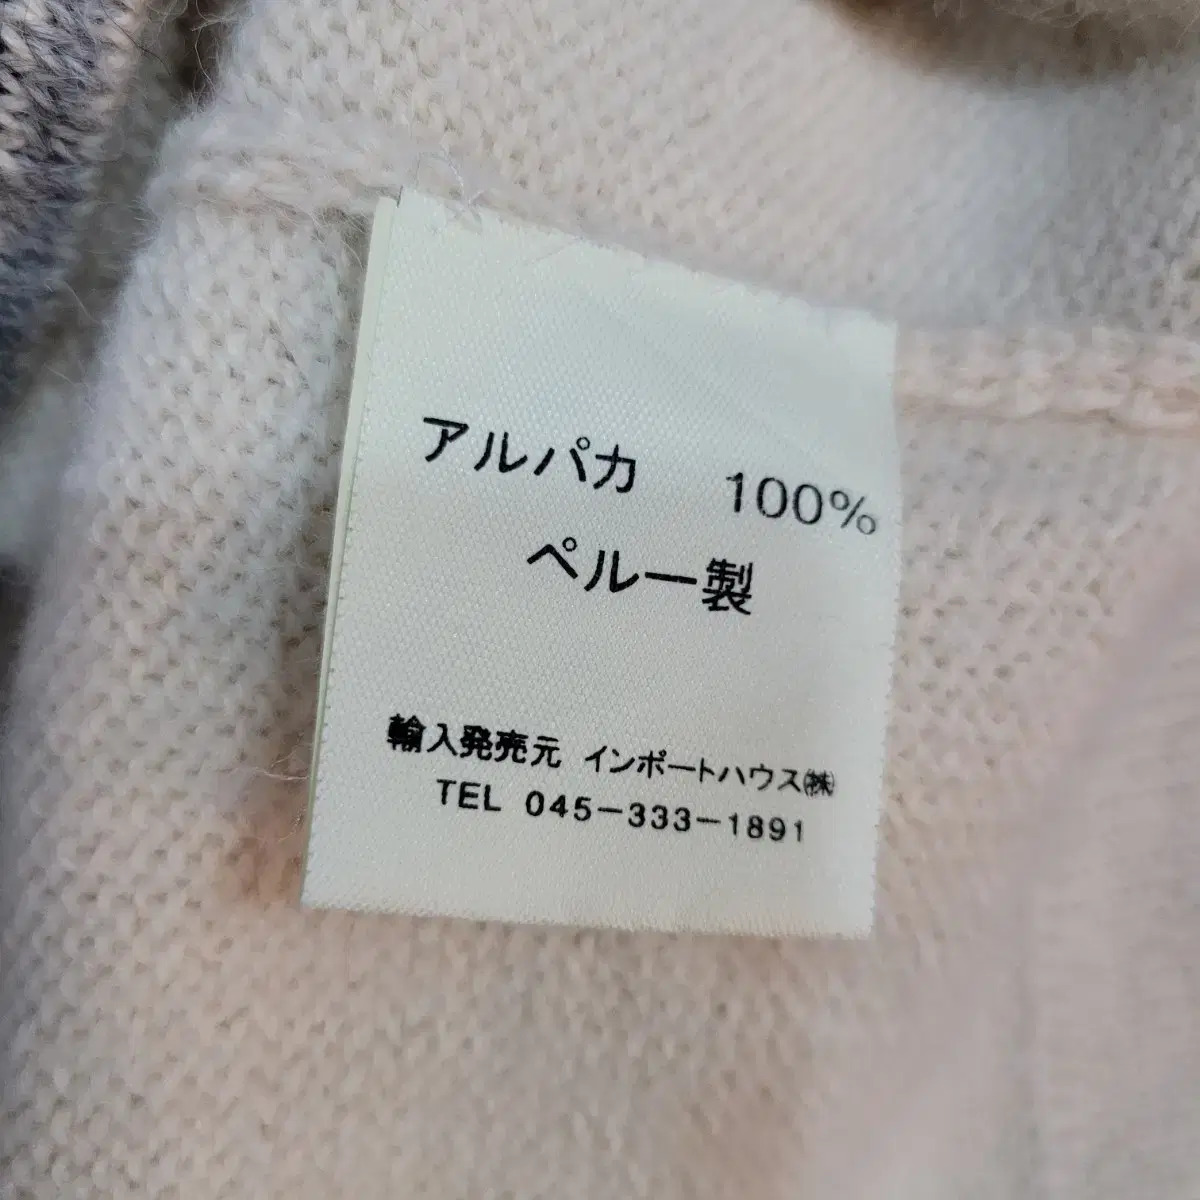 アルパカ 100%
ペルー製
輸入発売元 インポートハウス㈱
TEL 045-333-1891